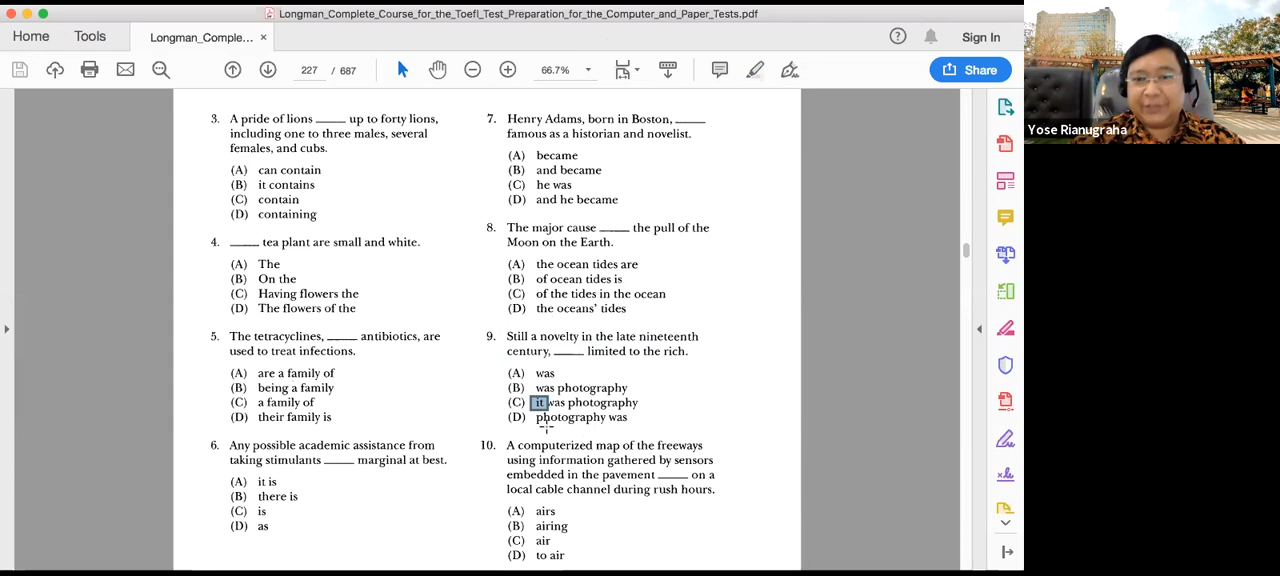 Longman_Complete_Course_for_the_Toefl_Test_Preparation_for_the_Computer_and_Paper_Tests.pdf
Home
Tools
Longman_Comple...
Sign In
227 / 687
66.7%
Share
3. A pride of lions _____ up to forty lions,
including one to three males, several
females, and cubs.
(A) can contain
(B) it contains
(C) contain
(D) containing
4. _____ tea plant are small and white.
(A) The
(B) On the
(C) Having flowers the
(D) The flowers of the
5. The tetracyclines, _____ antibiotics, are
used to treat infections.
(A) are a family of
(B) being a family
(C) a family of
(D) their family is
6. Any possible academic assistance from
taking stimulants _____ marginal at best.
(A) it is
(B) there is
(C) is
(D) as
7. Henry Adams, born in Boston, _____
famous as a historian and novelist.
(A) became
(B) and became
(C) he was
(D) and he became
8. The major cause _____ the pull of the
Moon on the Earth.
(A) the ocean tides are
(B) of ocean tides is
(C) of the tides in the ocean
(D) the oceans' tides
9. Still a novelty in the late nineteenth
century, _____ limited to the rich.
(A) was
(B) was photography
(C) it was photography
(D) photography was
10. A computerized map of the freeways
using information gathered by sensors
embedded in the pavement _____ on a
local cable channel during rush hours.
(A) airs
(B) airing
(C) air
(D) to air
Yose Rianugraha